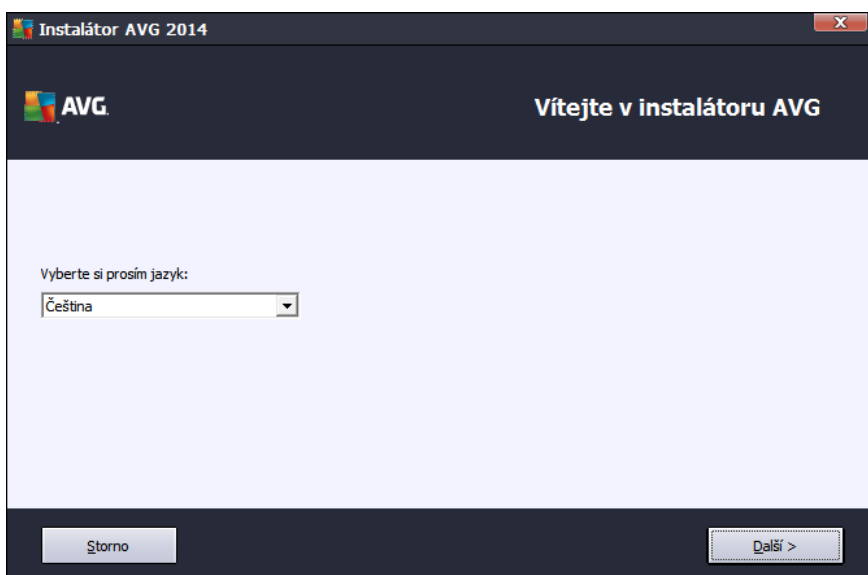 Instalátor AVG 2014
AVG.
Vítejte v instalátoru AVG
Vyberte si prosím jazyk:
Čeština
Storno
Další >